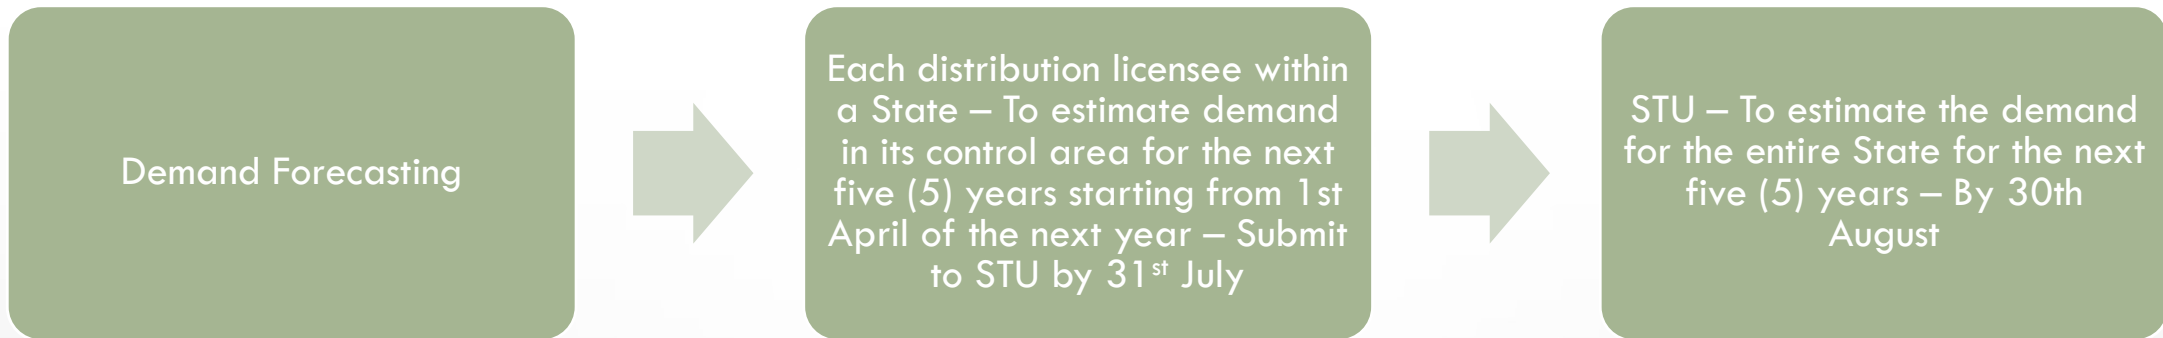 Demand Forecasting
Each distribution licensee within
a State – To estimate demand
in its control area for the next
five (5) years starting from 1st
April of the next year – Submit
to STU by 31st July
STU – To estimate the demand
for the entire State for the next
five (5) years – By 30th
August